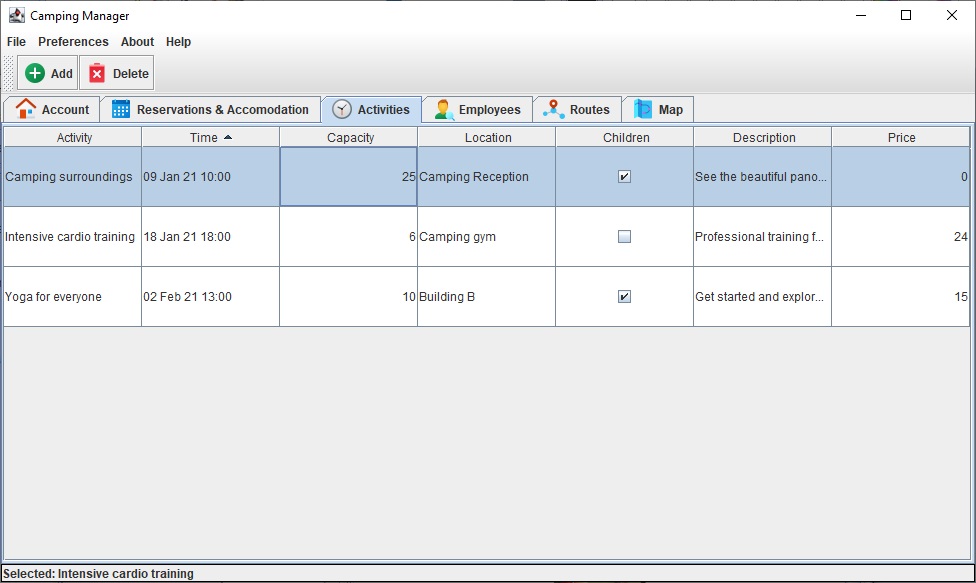 Camping Manager
File Preferences About Help
Add Delete
Account Reservations & Accomodation Activities Employees Routes Map
Activity Time Capacity Location Children Description Price
Camping surroundings 09 Jan 21 10:00 25 Camping Reception See the beautiful pano... 0
Intensive cardio training 18 Jan 21 18:00 6 Camping gym Professional training f... 24
Yoga for everyone 02 Feb 21 13:00 10 Building B Get started and explor... 15
Selected: Intensive cardio training